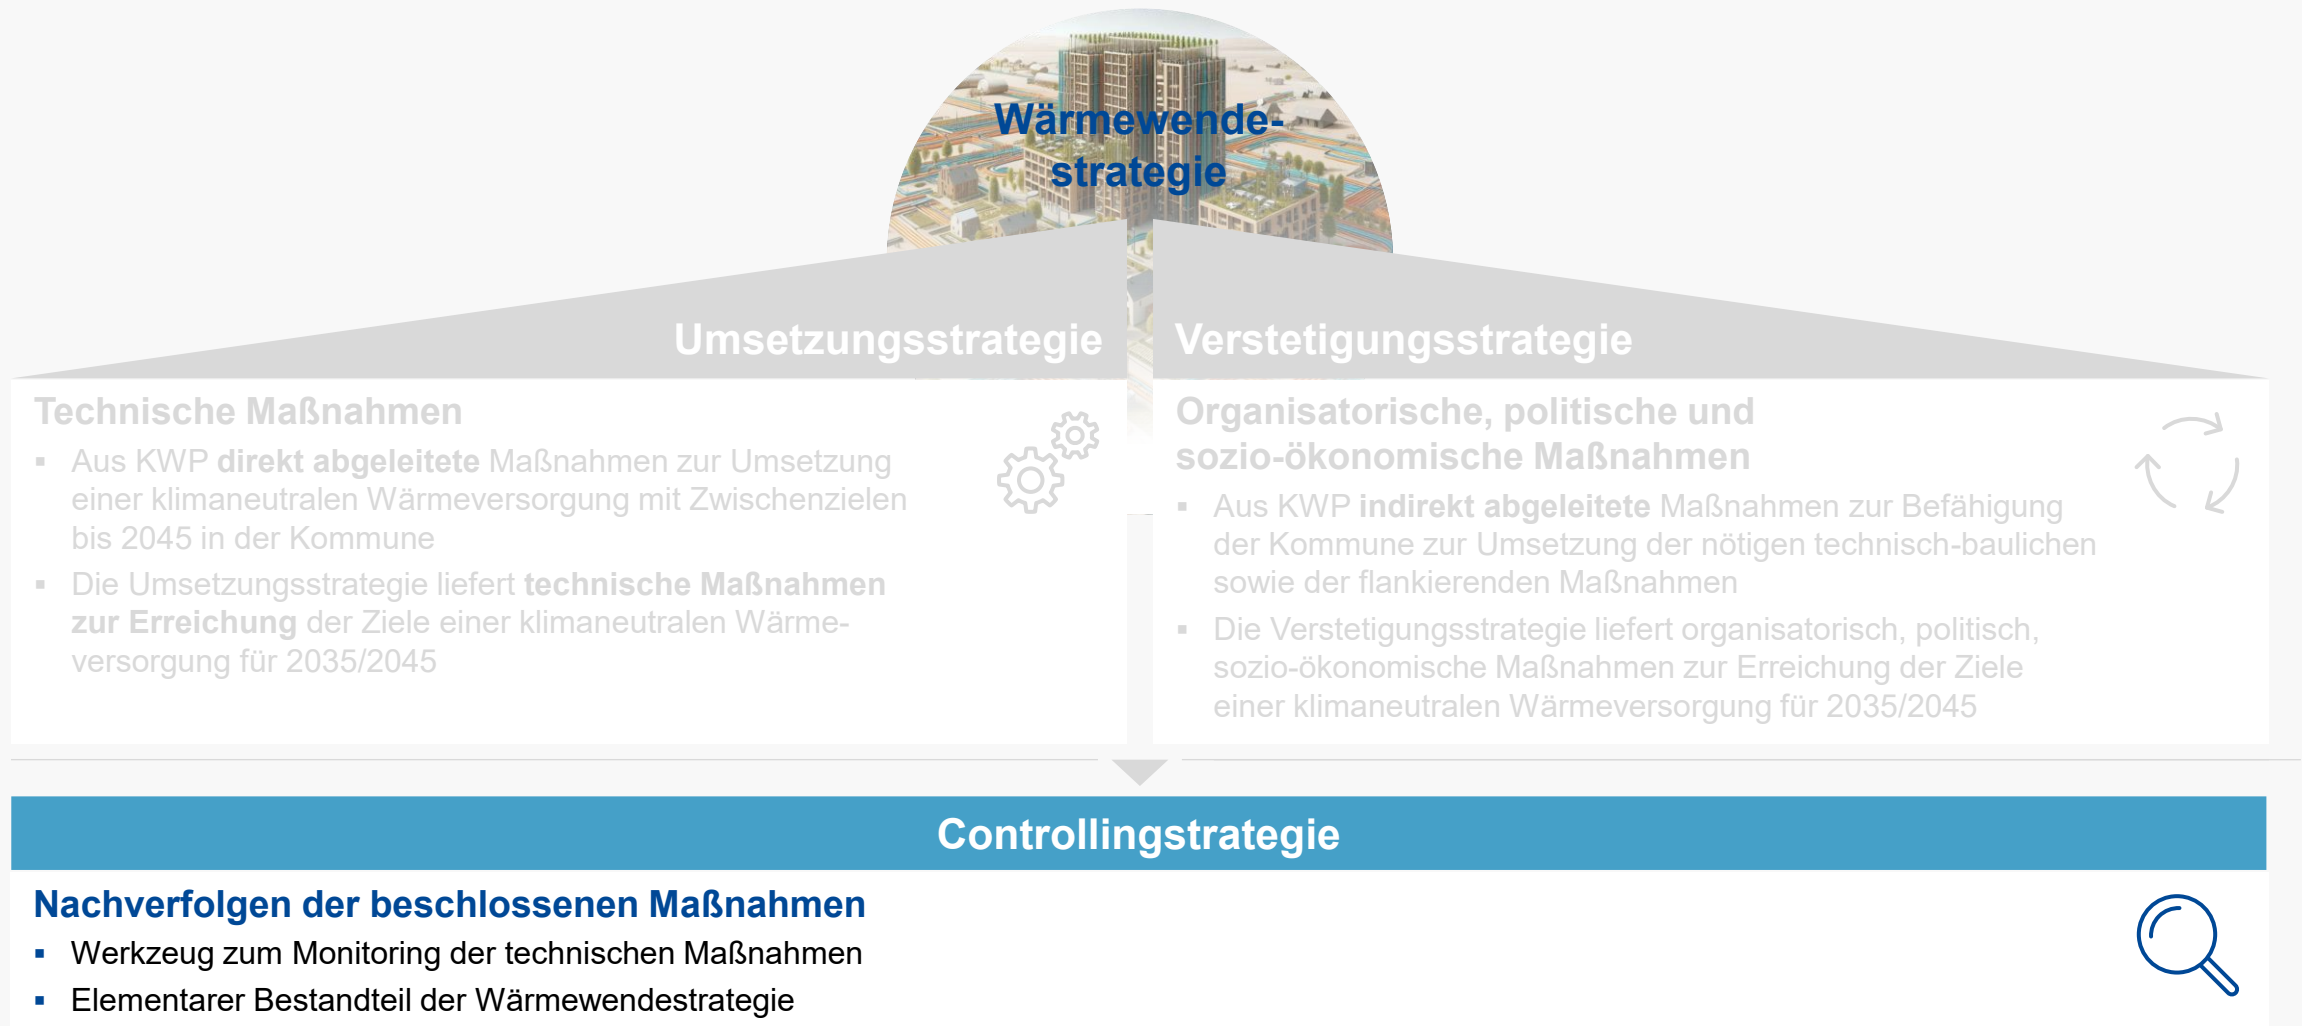 Wärmewende-
strategie
Umsetzungsstrategie
Technische Maßnahmen
▪ Aus KWP direkt abgeleitete Maßnahmen zur Umsetzung
einer klimaneutralen Wärmeversorgung mit Zwischenzielen
bis 2045 in der Kommune
▪ Die Umsetzungsstrategie liefert technische Maßnahmen
zur Erreichung der Ziele einer klimaneutralen Wärme-
versorgung für 2035/2045
Verstetigungsstrategie
Organisatorische, politische und
sozio-ökonomische Maßnahmen
▪ Aus KWP indirekt abgeleitete Maßnahmen zur Befähigung
der Kommune zur Umsetzung der nötigen technisch-baulichen
sowie der flankierenden Maßnahmen
▪ Die Verstetigungsstrategie liefert organisatorisch, politisch,
sozio-ökonomische Maßnahmen zur Erreichung der Ziele
einer klimaneutralen Wärmeversorgung für 2035/2045
Controllingstrategie
Nachverfolgen der beschlossenen Maßnahmen
▪ Werkzeug zum Monitoring der technischen Maßnahmen
▪ Elementarer Bestandteil der Wärmewendestrategie